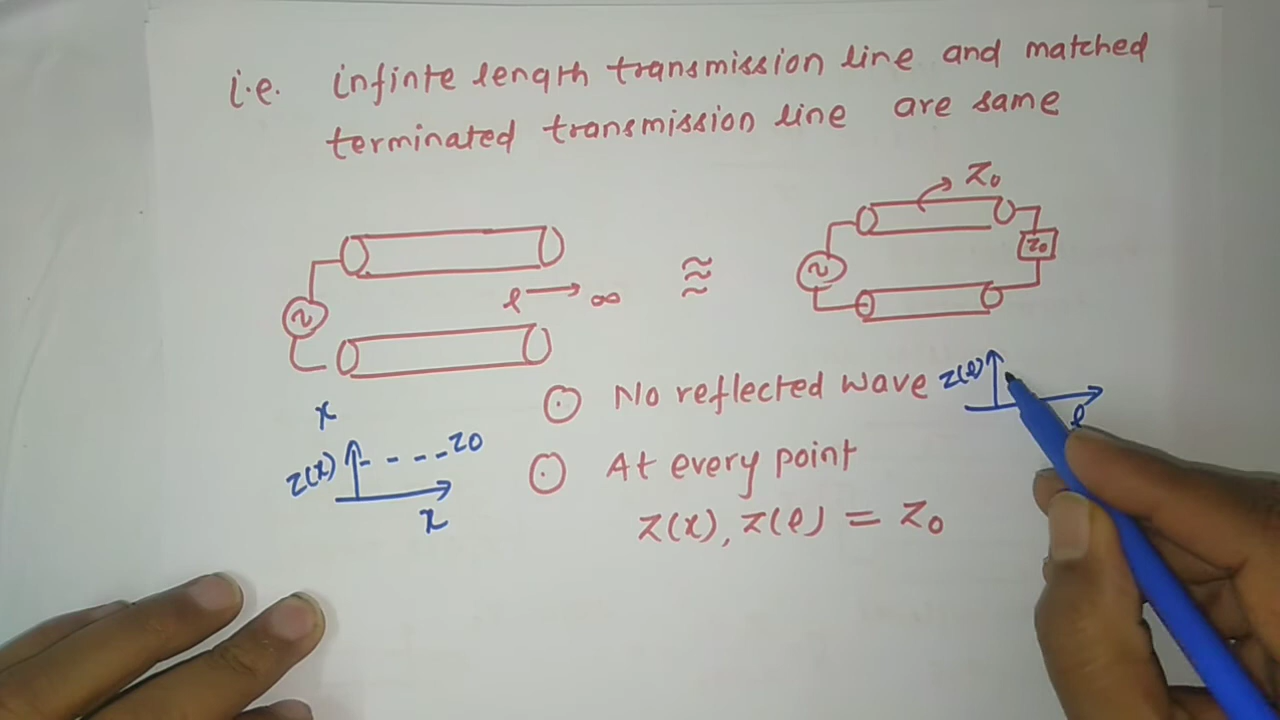 i.e. infinte length transmission line and matched
terminated transmission line are same
Z0
Z0
l → ∞
≈
No reflected wave
Z(l)
l
x
Z(x)
Z0
x
At every point
Z(x), Z(l) = Z0